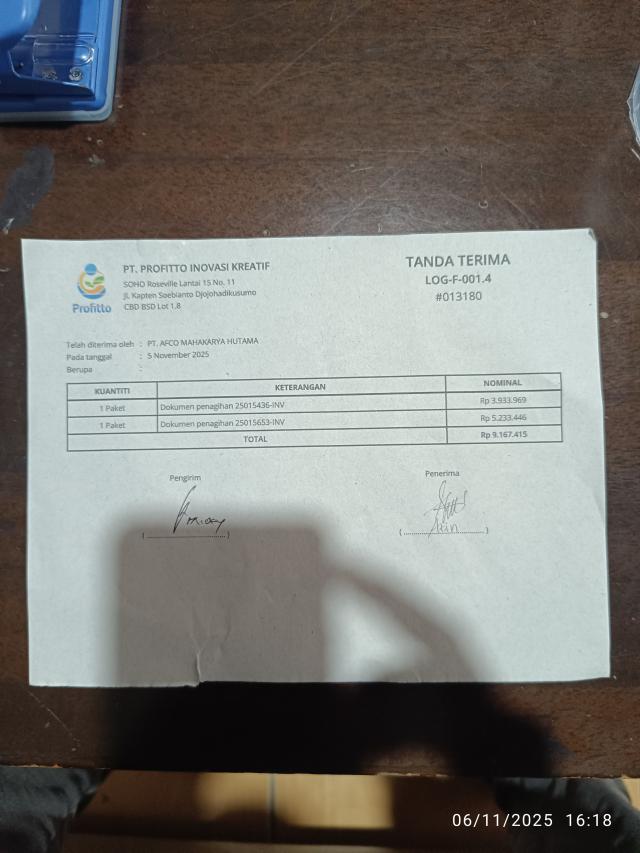 PT. PROFITTO INOVASI KREATIF
SOHO Roseville Lantai 15 No. 11
Jl. Kapten Soebianto Djojohadikusumo
CBD BSD Lot 1.8
Profitto
TANDA TERIMA
LOG-F-001.4
#013180
Telah diterima oleh : PT. AFCO MAHAKARYA HUTAMA
Pada tanggal : 5 November 2025
Berupa :
KUANTITI KETERANGAN NOMINAL
1 Paket Dokumen penagihan 25015436-INV Rp 3.933.969
1 Paket Dokumen penagihan 25015653-INV Rp 5.233.446
TOTAL Rp 9.167.415
Pengirim Penerima
(........................) (........................)
06/11/2025 16:18